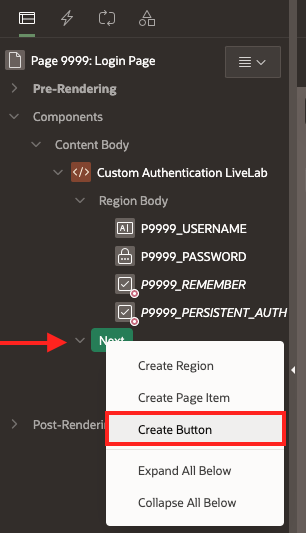 Page 9999: Login Page
Pre-Rendering
Components
Content Body
Custom Authentication LiveLab
Region Body
P9999_USERNAME
P9999_PASSWORD
P9999_REMEMBER
P9999_PERSISTENT_AUTH
Next
Create Region
Create Page Item
Create Button
Post-Rendering
Expand All Below
Collapse All Below